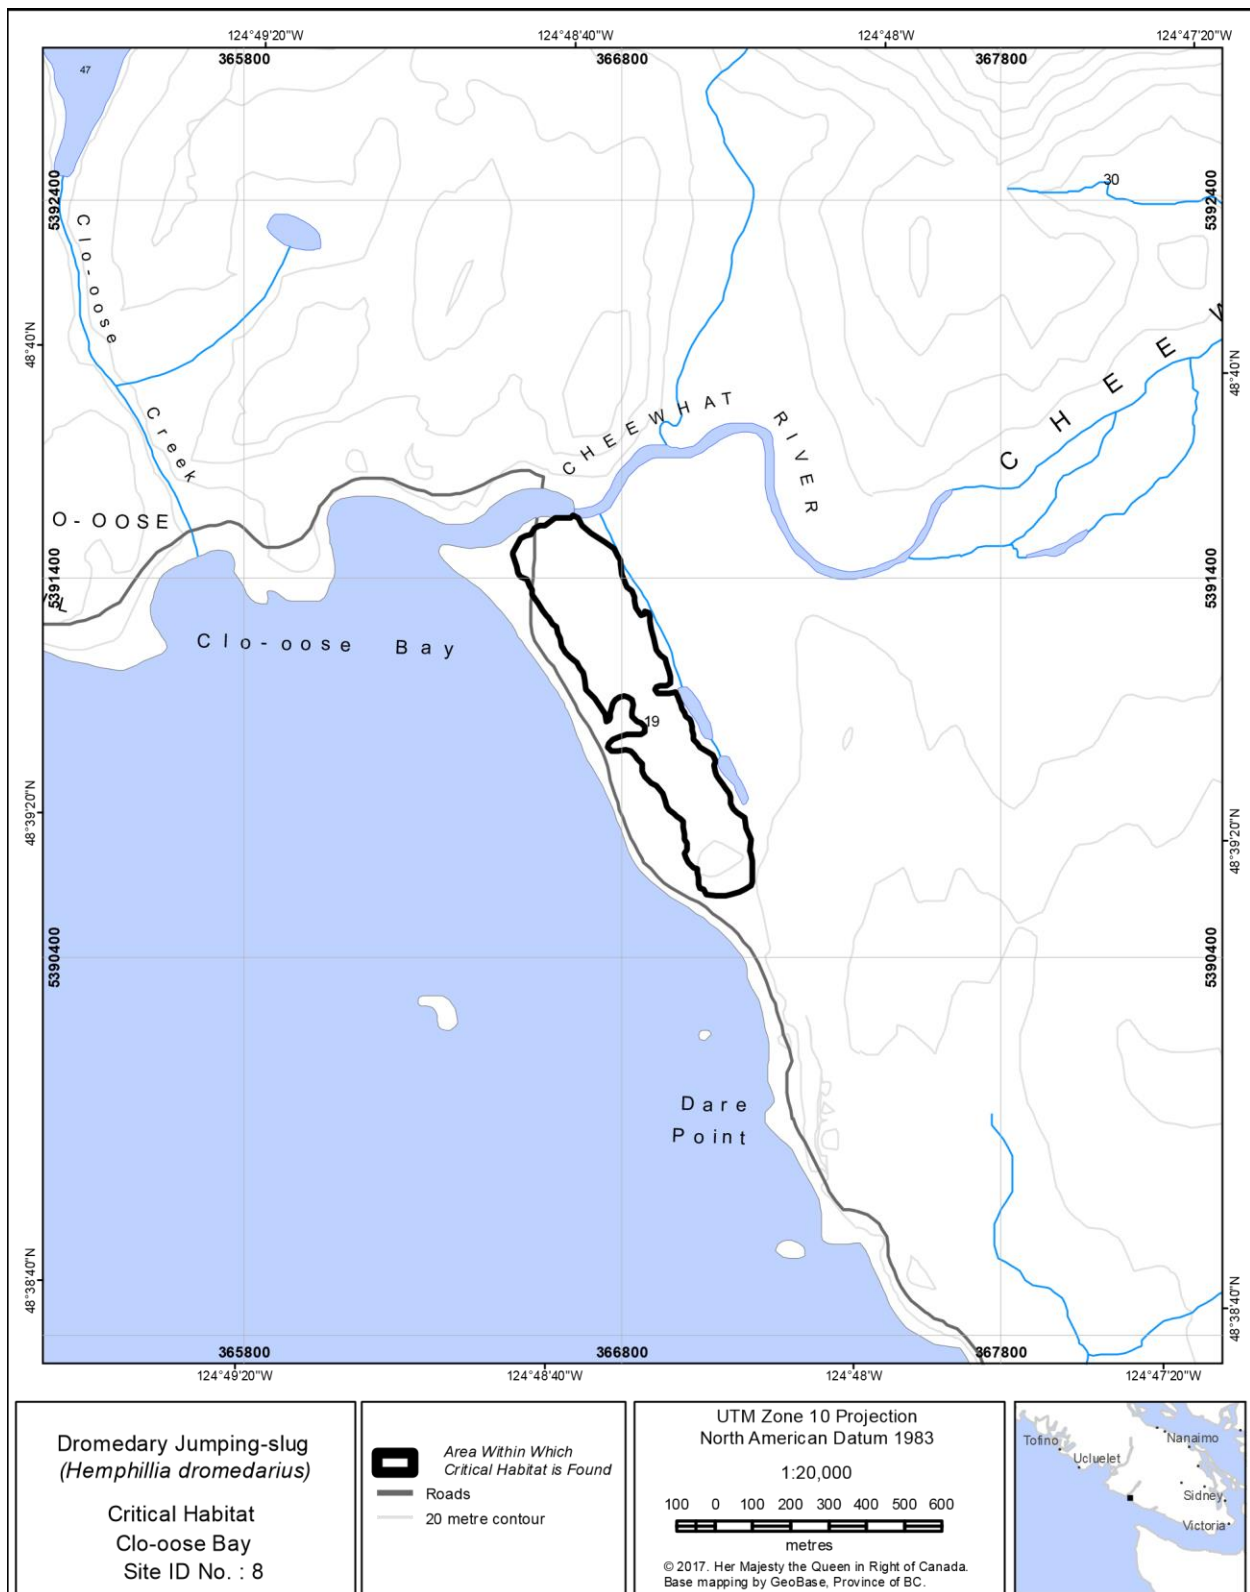 124°49'20"W 124°48'40"W 124°48'W 124°47'20"W
365800 366800 367800
47
5392400
5392400
30
Clo-oose
Creek
48°40'N
48°40'N
CHEEW
CHEEWHAT RIVER
O-OOSE
5391400
5391400
Clo-oose Bay
19
48°39'20"N
48°39'20"N
5390400
5390400
Dare
Point
48°38'40"N
48°38'40"N
365800 366800 367800
124°49'20"W 124°48'40"W 124°48'W 124°47'20"W
Dromedary Jumping-slug
(Hemphillia dromedarius)
Critical Habitat
Clo-oose Bay
Site ID No. : 8
Area Within Which
Critical Habitat is Found
Roads
20 metre contour
UTM Zone 10 Projection
North American Datum 1983
1:20,000
100 0 100 200 300 400 500 600
metres
© 2017. Her Majesty the Queen in Right of Canada.
Base mapping by GeoBase, Province of BC.
Tofino
Ucluelet
Nanaimo
Sidney
Victoria